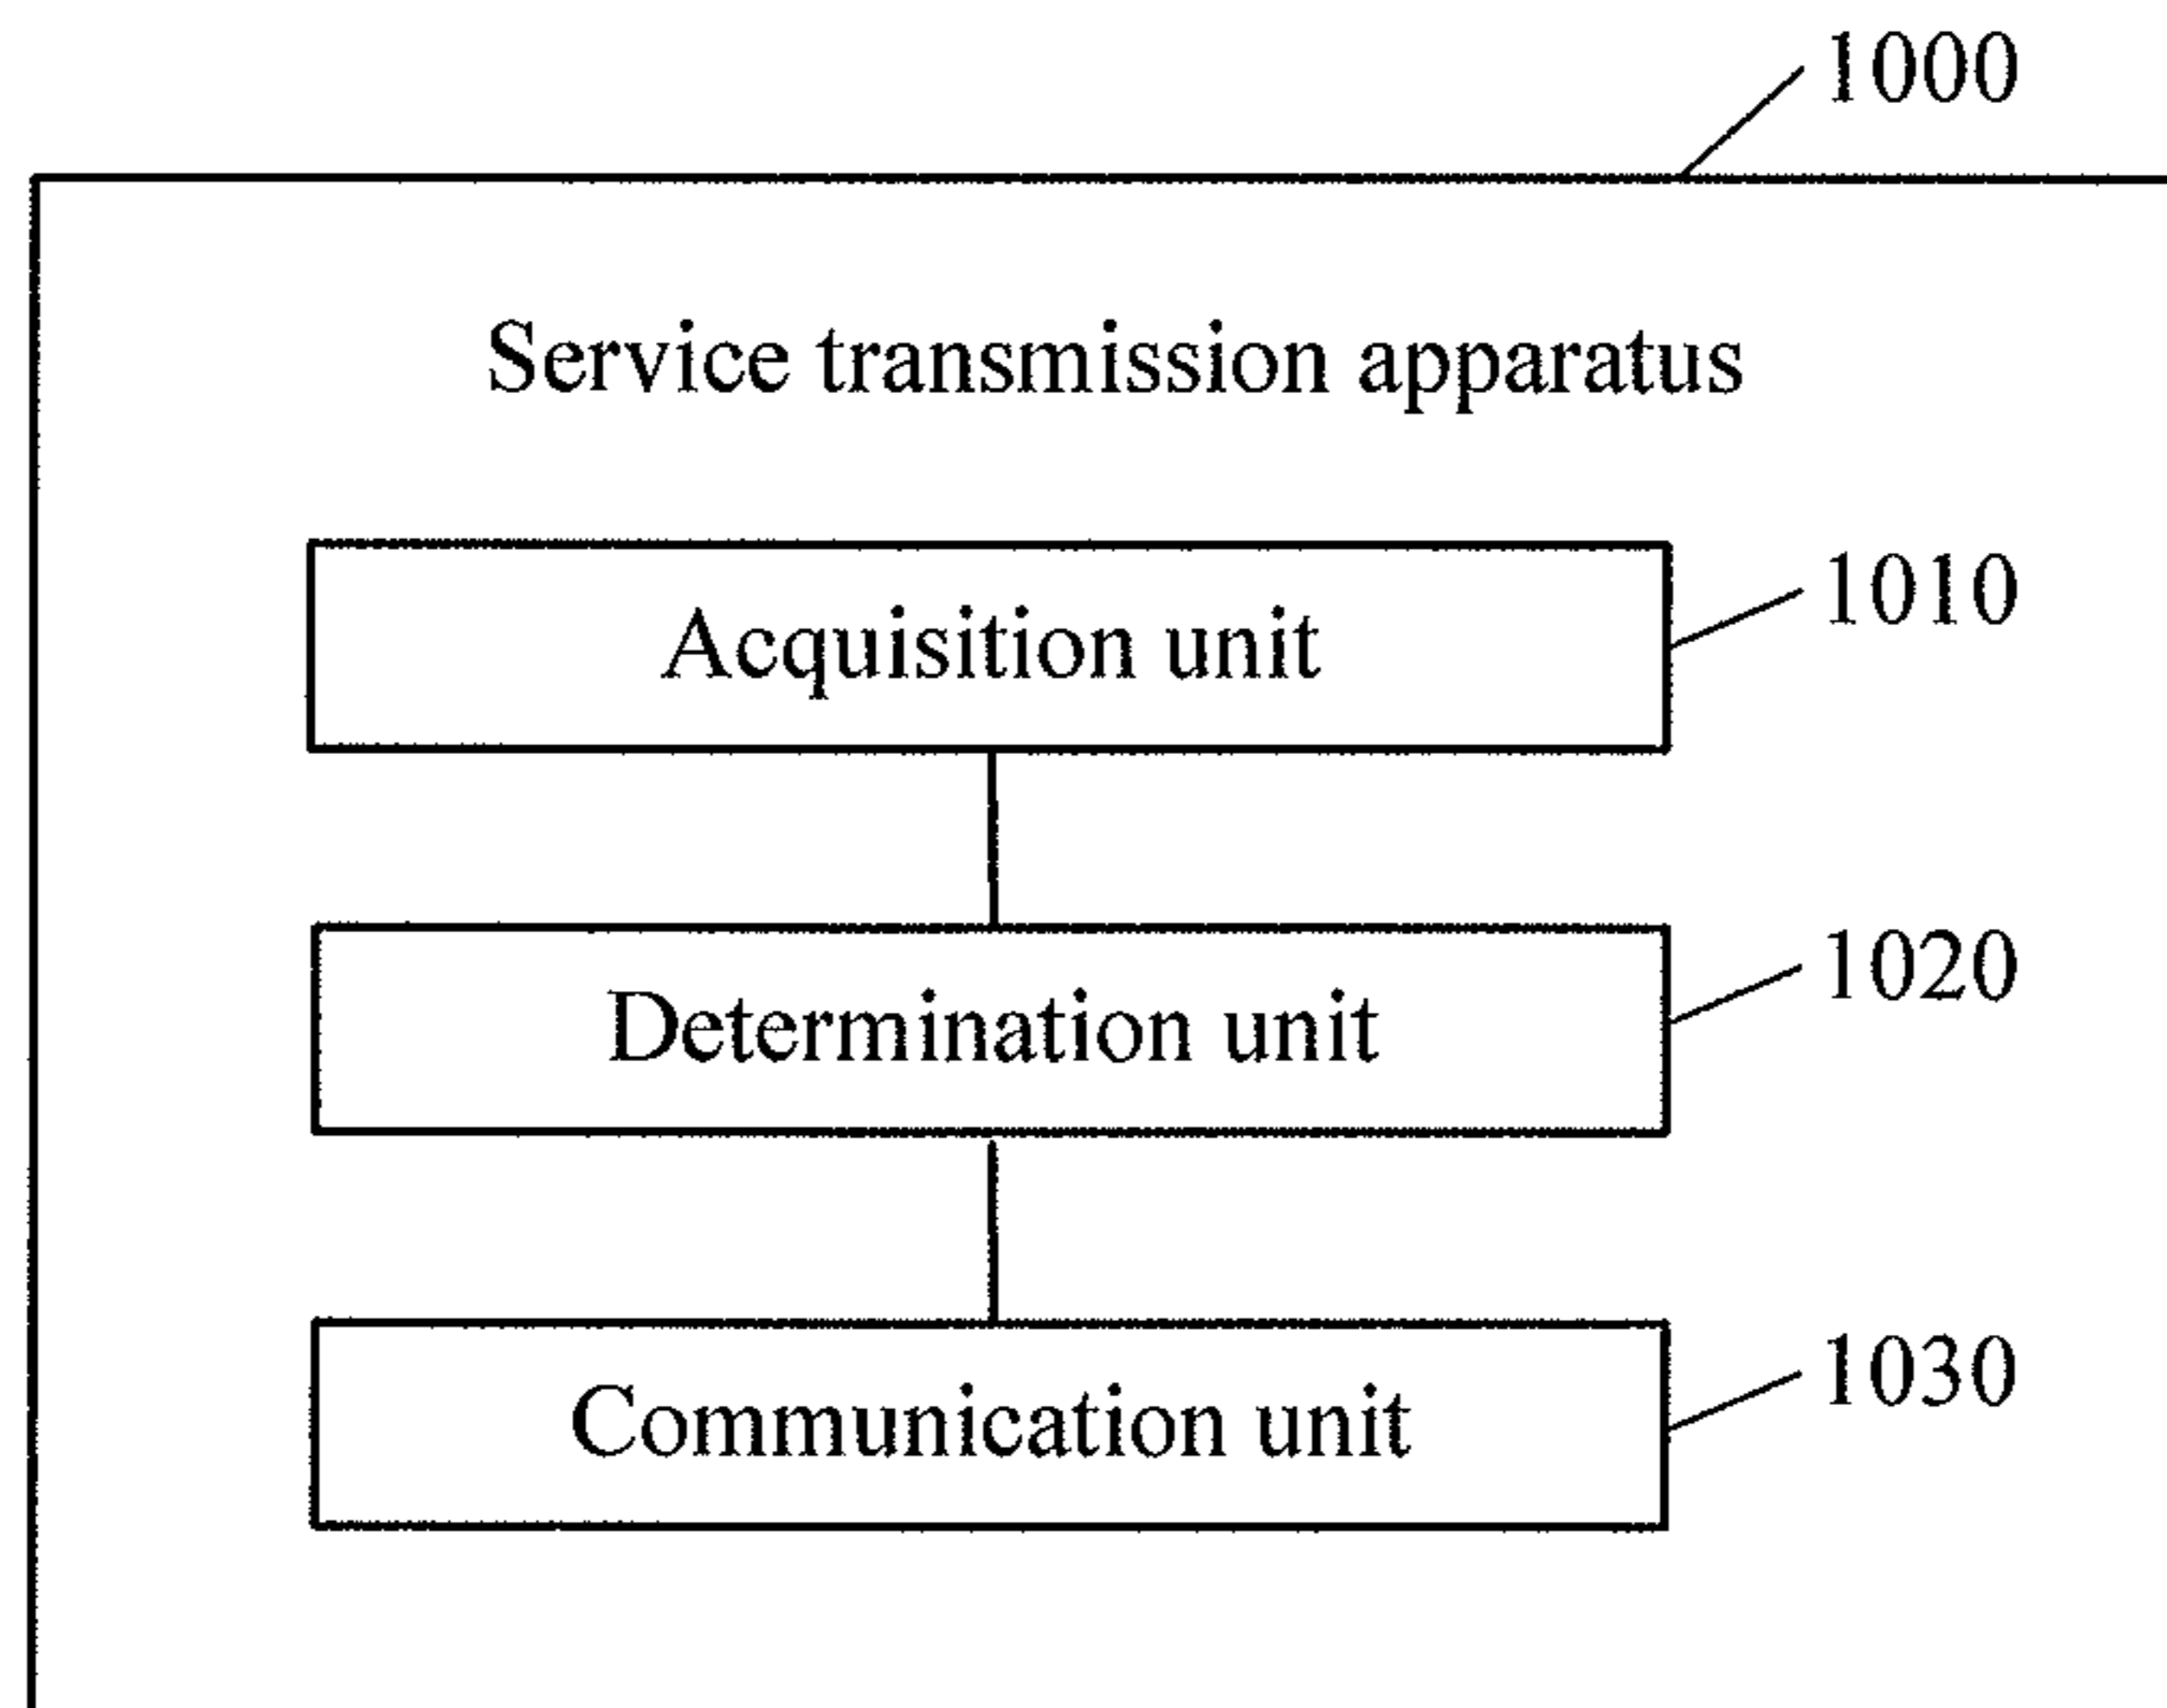 1000
Service transmission apparatus
Acquisition unit
1010
Determination unit
1020
Communication unit
1030